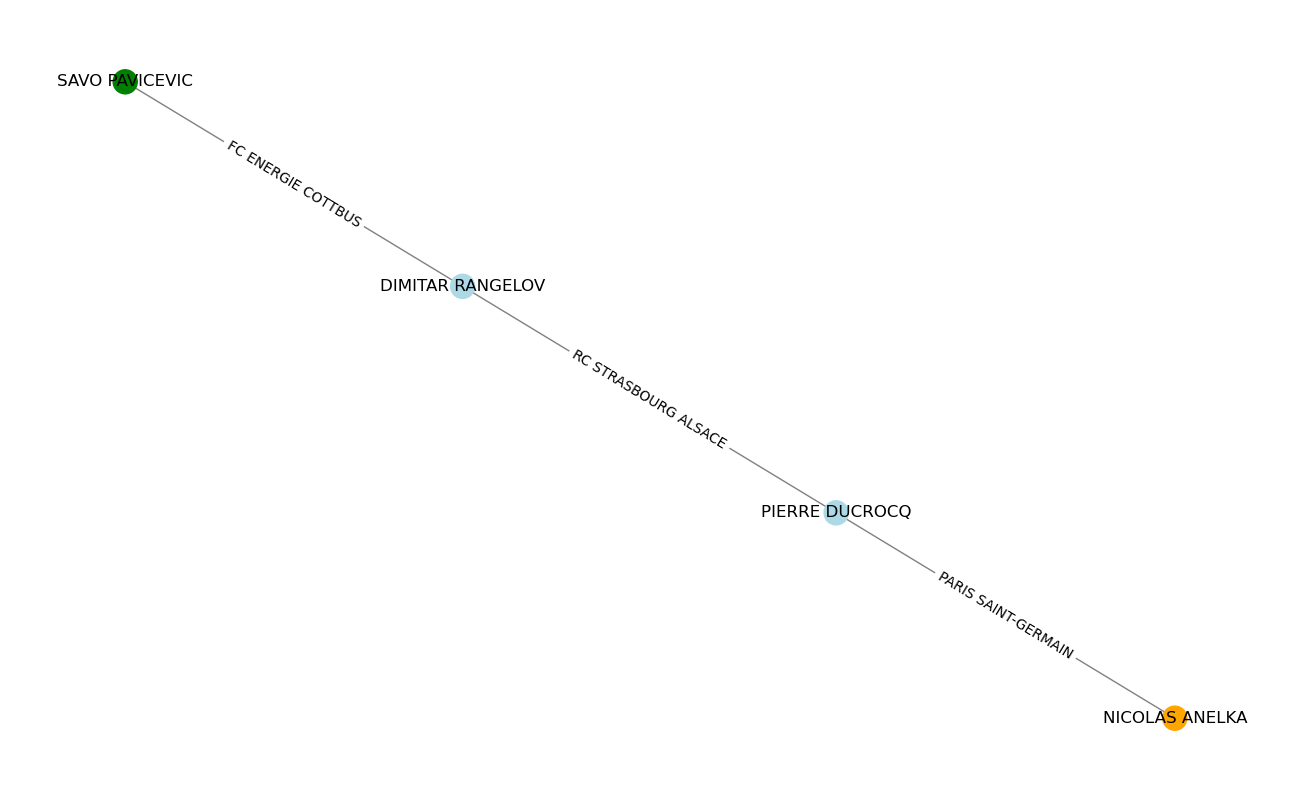 SAVO PAVICEVIC
FC ENERGIE COTTBUS
DIMITAR RANGELOV
RC STRASBOURG ALSACE
PIERRE DUCROCQ
PARIS SAINT-GERMAIN
NICOLAS ANELKA